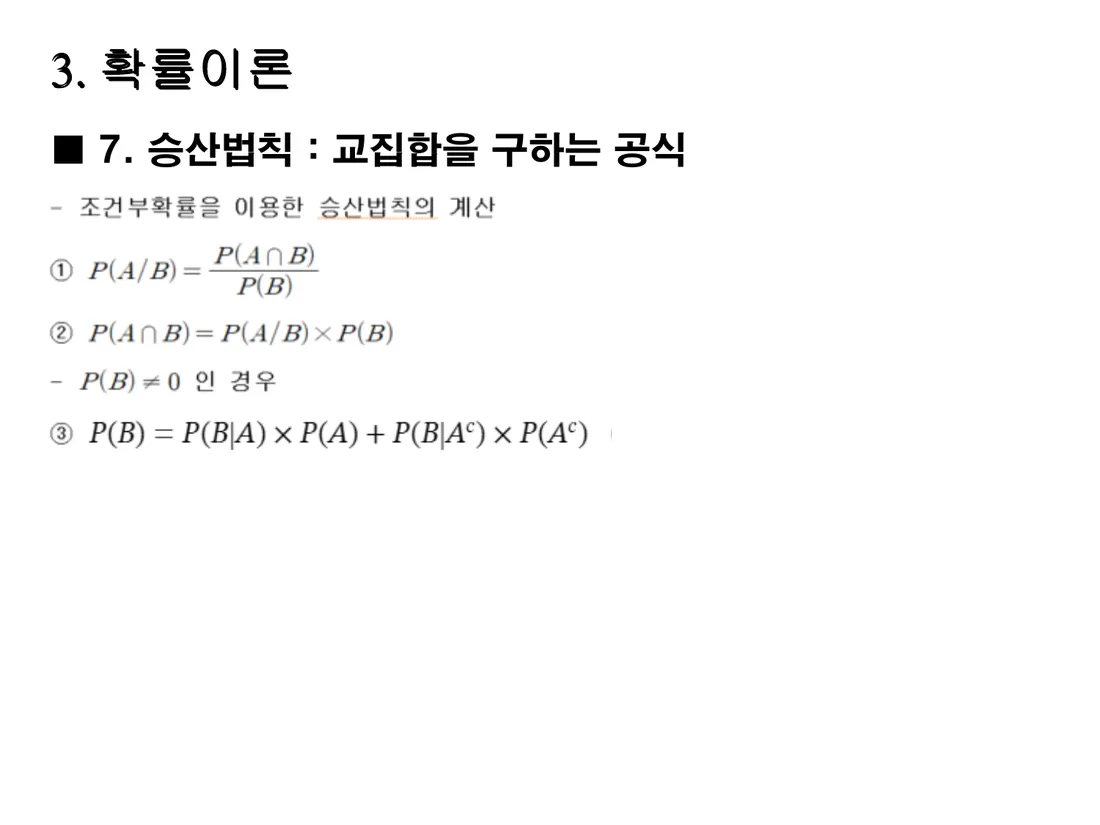 3. 확률이론
■ 7. 승산법칙 : 교집합을 구하는 공식
- 조건부확률을 이용한 승산법칙의 계산
① P(A/B) = P(A∩B) / P(B)
② P(A∩B) = P(A/B)×P(B)
- P(B)≠0 인 경우
③ P(B) = P(B|A) × P(A) + P(B|Aᶜ) × P(Aᶜ)